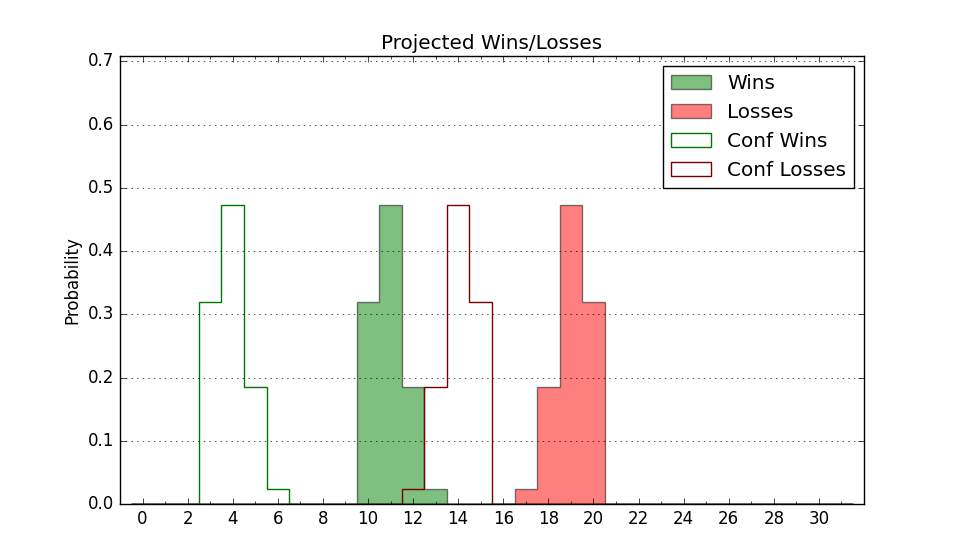 Projected Wins/Losses
0.7
0.6
0.5
0.4
0.3
0.2
0.1
0.0
Probability
Wins
Losses
Conf Wins
Conf Losses
0 2 4 6 8 10 12 14 16 18 20 22 24 26 28 30